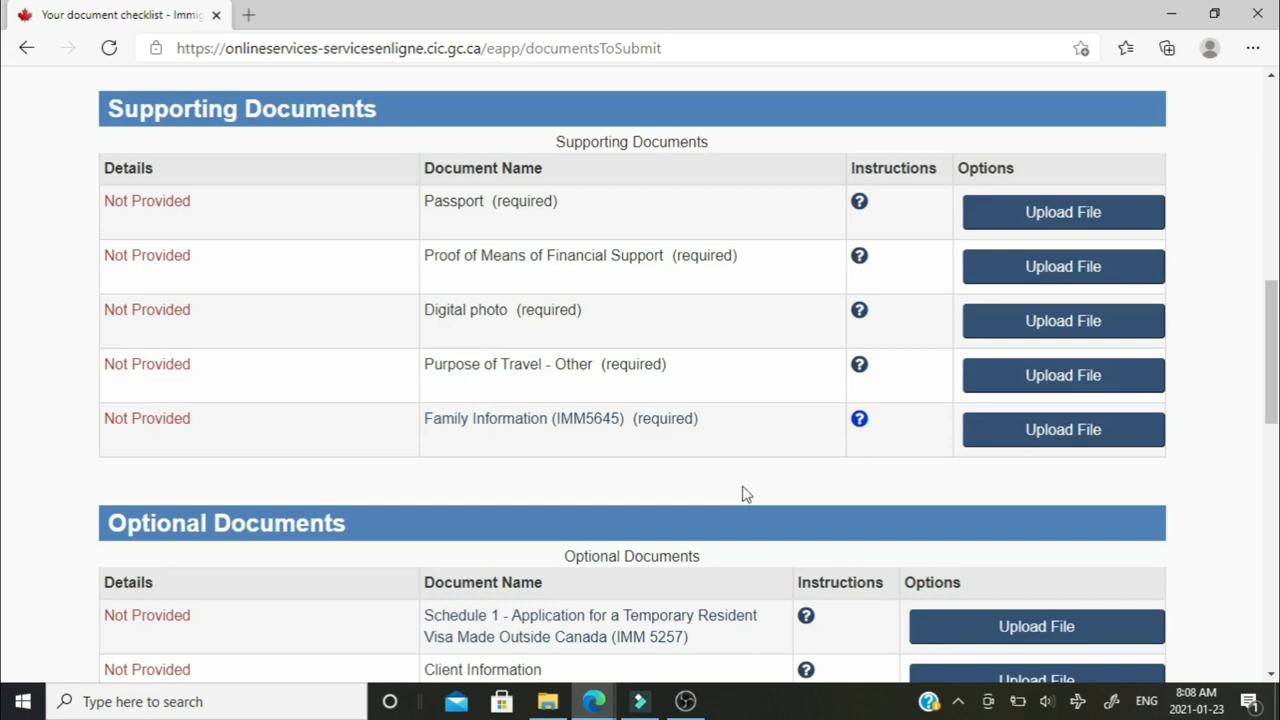 Your document checklist - Immig
https://onlineservices-servicesenligne.cic.gc.ca/eapp/documentsToSubmit
Supporting Documents
Supporting Documents
Details Document Name Instructions Options
Not Provided Passport (required) ? Upload File
Not Provided Proof of Means of Financial Support (required) ? Upload File
Not Provided Digital photo (required) ? Upload File
Not Provided Purpose of Travel - Other (required) ? Upload File
Not Provided Family Information (IMM5645) (required) ? Upload File
Optional Documents
Optional Documents
Details Document Name Instructions Options
Not Provided Schedule 1 - Application for a Temporary Resident ? Upload File
Visa Made Outside Canada (IMM 5257)
Not Provided Client Information ? Upload File
Type here to search
ENG
8:08 AM
2021-01-23
1